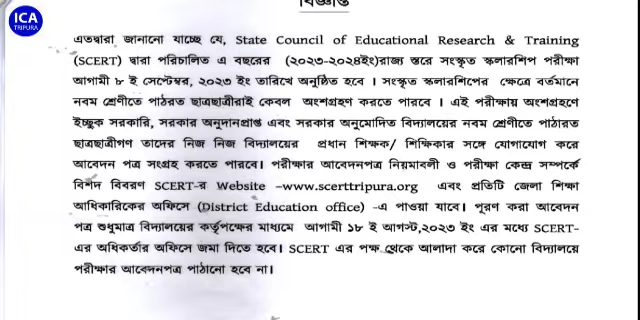 ICA
TRIPURA
বিজ্ঞপ্তি
এতদ্বারা জানানো যাচ্ছে যে, State Council of Educational Research & Training
(SCERT) দ্বারা পরিচালিত এ বছরের (২০২৩-২০২৪ইং)রাজ্য স্তরে সংস্কৃত স্কলারশিপ পরীক্ষা
আগামী ৮ ই সেপ্টেম্বর, ২০২৩ ইং তারিখে অনুষ্ঠিত হবে । সংস্কৃত স্কলারশিপের ক্ষেত্রে বর্তমানে
নবম শ্রেণীতে পাঠরত ছাত্রছাত্রীরাই কেবল অংশগ্রহণ করতে পারবে । এই পরীক্ষায় অংশগ্রহণে
ইচ্ছুক সরকারি, সরকার অনুদানপ্রাপ্ত এবং সরকার অনুমোদিত বিদ্যালয়ের নবম শ্রেণীতে পাঠরত
ছাত্রছাত্রীগণ তাদের নিজ নিজ বিদ্যালয়ের প্রধান শিক্ষক/ শিক্ষিকার সঙ্গে যোগাযোগ করে
আবেদন পত্র সংগ্রহ করতে পারবে। পরীক্ষার আবেদনপত্র নিয়মাবলী ও পরীক্ষা কেন্দ্র সম্পর্কে
বিশদ বিবরণ SCERT-র Website –www.scerttripura.org এবং প্রতিটি জেলা শিক্ষা
আধিকারিকের অফিসে (District Education office) -এ পাওয়া যাবে। পূরণ করা আবেদন
পত্র শুধুমাত্র বিদ্যালয়ের কর্তৃপক্ষের মাধ্যমে আগামী ১৮ ই আগস্ট,২০২৩ ইং এর মধ্যে SCERT-
এর অধিকর্তার অফিসে জমা দিতে হবে। SCERT এর পক্ষ থেকে আলাদা করে কোনো বিদ্যালয়ে
পরীক্ষার আবেদনপত্র পাঠানো হবে না।